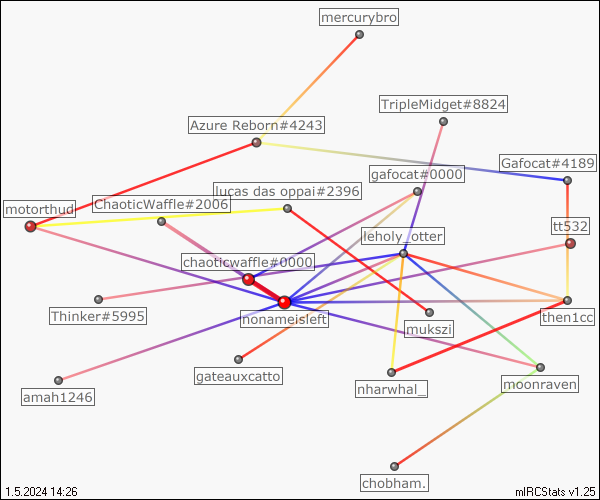 mercurybro
TripleMidget#8824
Azure Reborn#4243
Gafocat#4189
gafocat#0000
lucas das oppai#2396
ChaoticWaffle#2006
motorthud
tt532
leholy_otter
chaoticwaffle#0000
Thinker#5995
nonameisleft
then1cc
mukszi
gateauxcatto
moonraven
nharwhal_
amah1246
chobham.
1.5.2024 14:26
mIRCStats v1.25